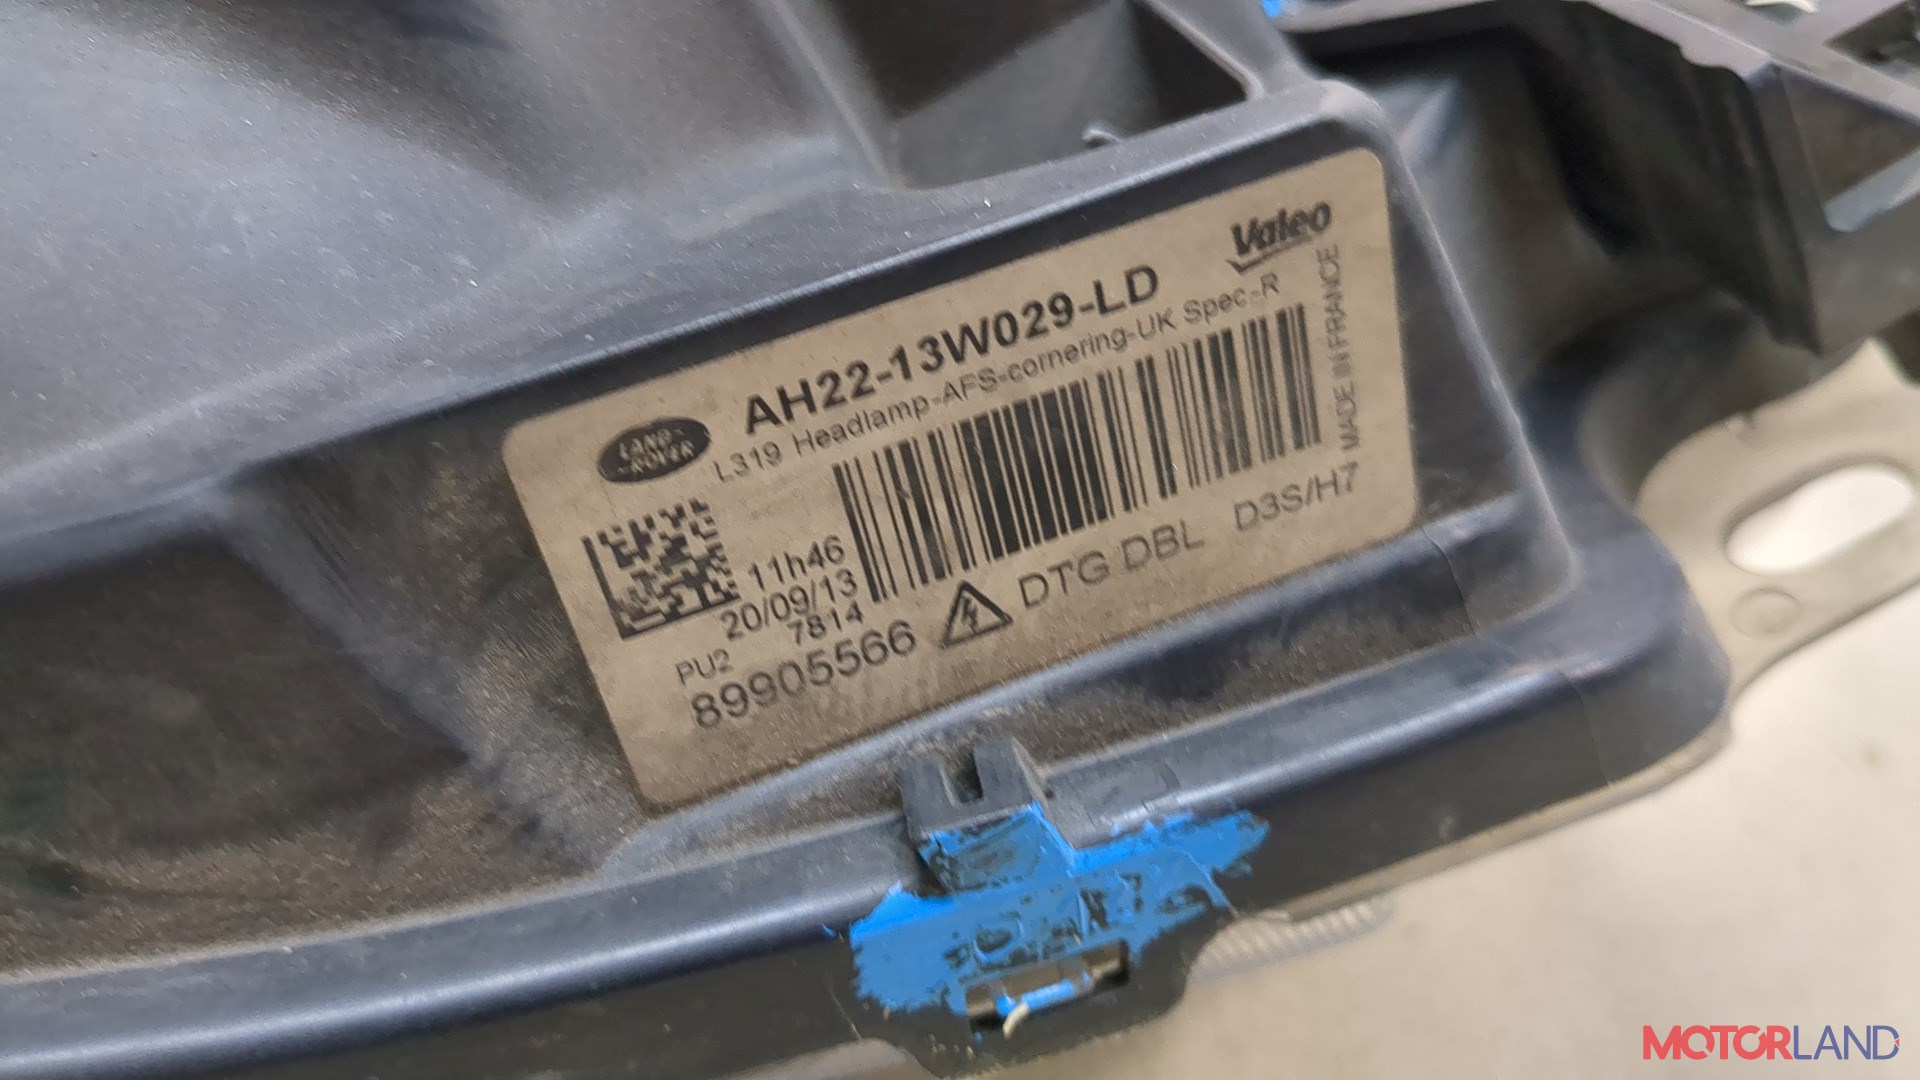 Valeo
AH22-13W029-LD
LAND-
-ROVER
L319 Headlamp-AFS-cornering-UK Spec-R
MADE IN FRANCE
11h46
20/09/13
7814
PU2
89905566
DTG DBL D3S/H7
MOTORLAND